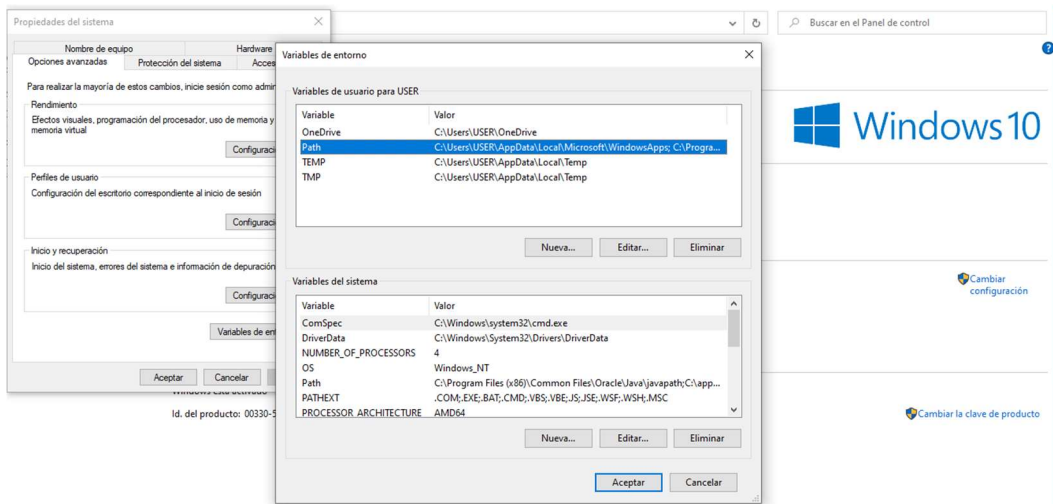 Propiedades del sistema
Nombre de equipo
Hardware
Opciones avanzadas
Protección del sistema
Para realizar la mayoría de estos cambios, inicie sesión como
Rendimiento
Efectos visuales, programación del procesador, uso de memoria y
memoria virtual
Perfiles de usuario
Configuración del escritorio correspondiente al inicio de sesión
Inicio y recuperación
Inicio del sistema, errores del sistema e información de depuración
Variables de
Aceptar
Cancelar
Id. del producto:
Variables de entorno
Variables de usuario para USER
Variable Valor
OneDrive C:\Users\USER\OneDrive
Path C:\Users\USER\AppData\Local\Microsoft\WindowsApps; C:\Progra...
TEMP C:\Users\USER\AppData\Local\Temp
TMP C:\Users\USER\AppData\Local\Temp
Nueva... Editar... Eliminar
Variables del sistema
Variable Valor
ComSpec C:\Windows\system32\cmd.exe
DriverData C:\Windows\System32\Drivers\DriverData
NUMBER_OF_PROCESSORS 4
OS Windows_NT
Path C:\Program Files (x86)\Common Files\Oracle\Java\javapath;C:\app...
PATHEXT .COM;.EXE;.BAT;.CMD;.VBS;.VBE;.JS;.JSE;.WSF;.WSH;.MSC
PROCESSOR_ARCHITECTURE AMD64
Nueva... Editar... Eliminar
Aceptar Cancelar
Buscar en el Panel de control
Windows 10
Cambiar
configuración
Cambiar la clave de producto